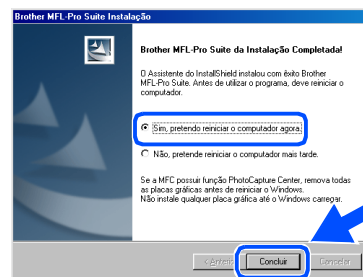 Brother MFL-Pro Suite Instalação
Brother MFL-Pro Suite da Instalação Completada!
O Assistente do InstallShield instalou com êxito Brother
MFL-Pro Suite. Antes de utilizar o programa, deve reiniciar o
computador.
Sim, pretendo reiniciar o computador agora.
Não, pretende reiniciar o computador mais tarde.
Se a MFC possui função PhotoCapture Center, remova todas
as placas gráficas antes de reiniciar o Windows.
Não instale qualquer placa gráfica até o Windows carregar.
Concluir
Cancelar